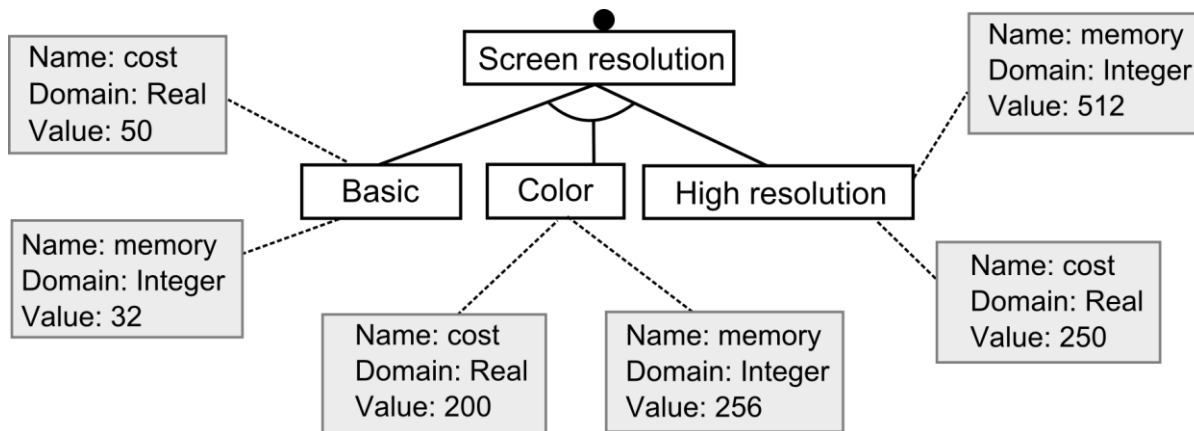 Screen resolution
Name: cost
Domain: Real
Value: 50
Name: memory
Domain: Integer
Value: 512
Basic
Color
High resolution
Name: memory
Domain: Integer
Value: 32
Name: cost
Domain: Real
Value: 200
Name: memory
Domain: Integer
Value: 256
Name: cost
Domain: Real
Value: 250